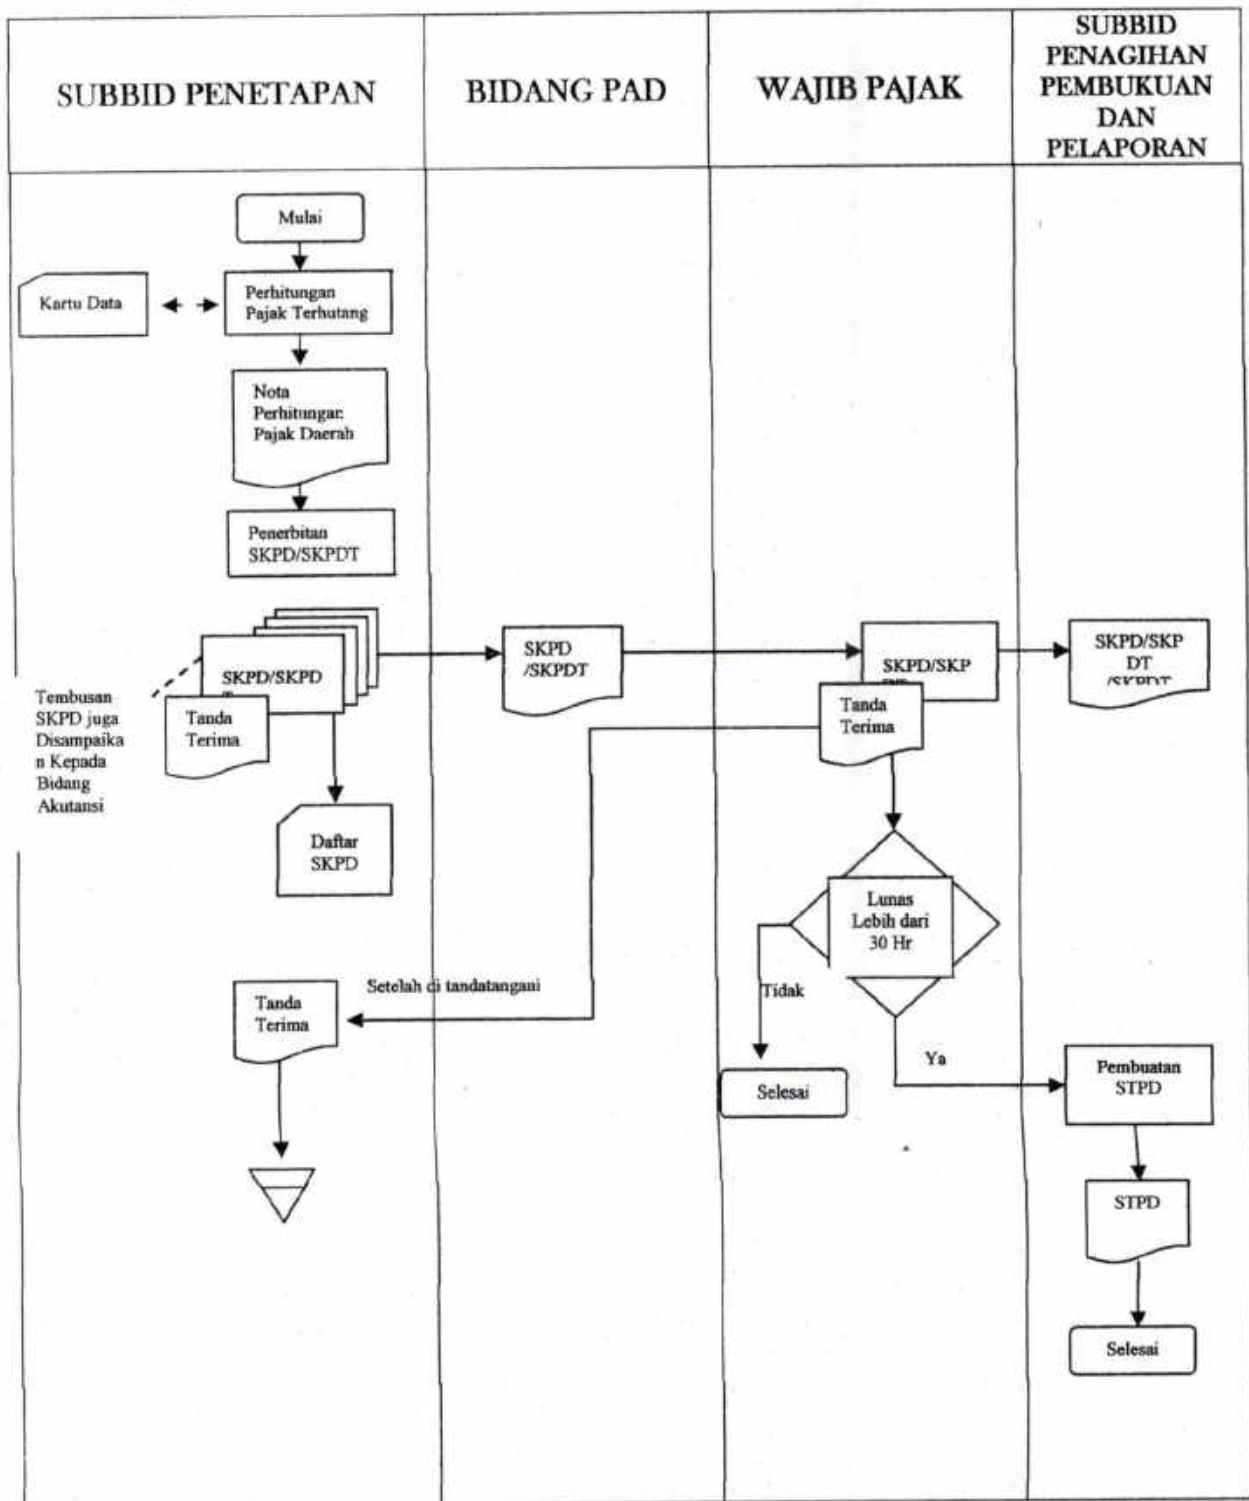 SUBBID PENETAPAN
BIDANG PAD
WAJIB PAJAK
SUBBID
PENAGIHAN
PEMBUKUAN
DAN
PELAPORAN
Mulai
Kartu Data
Perhitungan
Pajak Terhutang
Nota
Perhitungan
Pajak Daerah
Penerbitan
SKPD/SKPDT
SKPD/SKPD
Tanda
Terima
Tembusan
SKPD juga
Disampaika
n Kepada
Bidang
Akutansi
Daftar
SKPD
SKPD
/SKPDT
SKPD/SKP
Tanda
Terima
SKPD/SKP
DT
/SKPDT
Lunas
Lebih dari
30 Hr
Tidak
Selesai
Ya
Setelah di tandatangani
Tanda
Terima
Pembuatan
STPD
STPD
Selesai